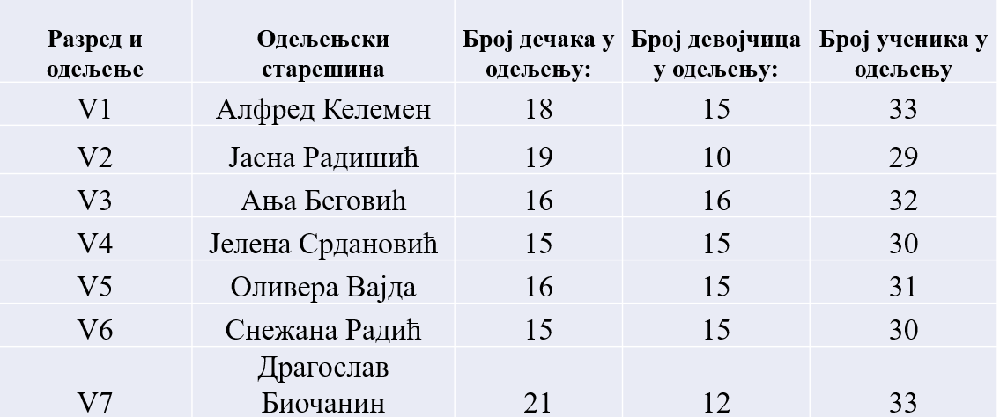 Разред и одељење Одељењски старешина Број дечака у одељењу: Број девојчица у одељењу: Број ученика у одељењу
V1 Алфред Келемен 18 15 33
V2 Јасна Радишић 19 10 29
V3 Ања Беговић 16 16 32
V4 Јелена Срдановић 15 15 30
V5 Оливера Вајда 16 15 31
V6 Снежана Радић 15 15 30
V7 Драгослав Биочанин 21 12 33